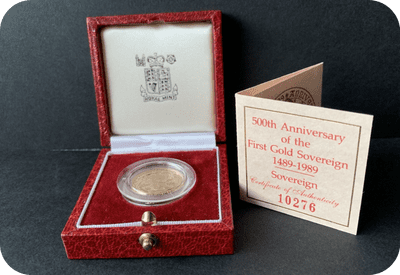 ROYAL MINT
500th Anniversary
of the
First Gold Sovereign
1489-1989
Sovereign
Certificate of Authenticity
10276